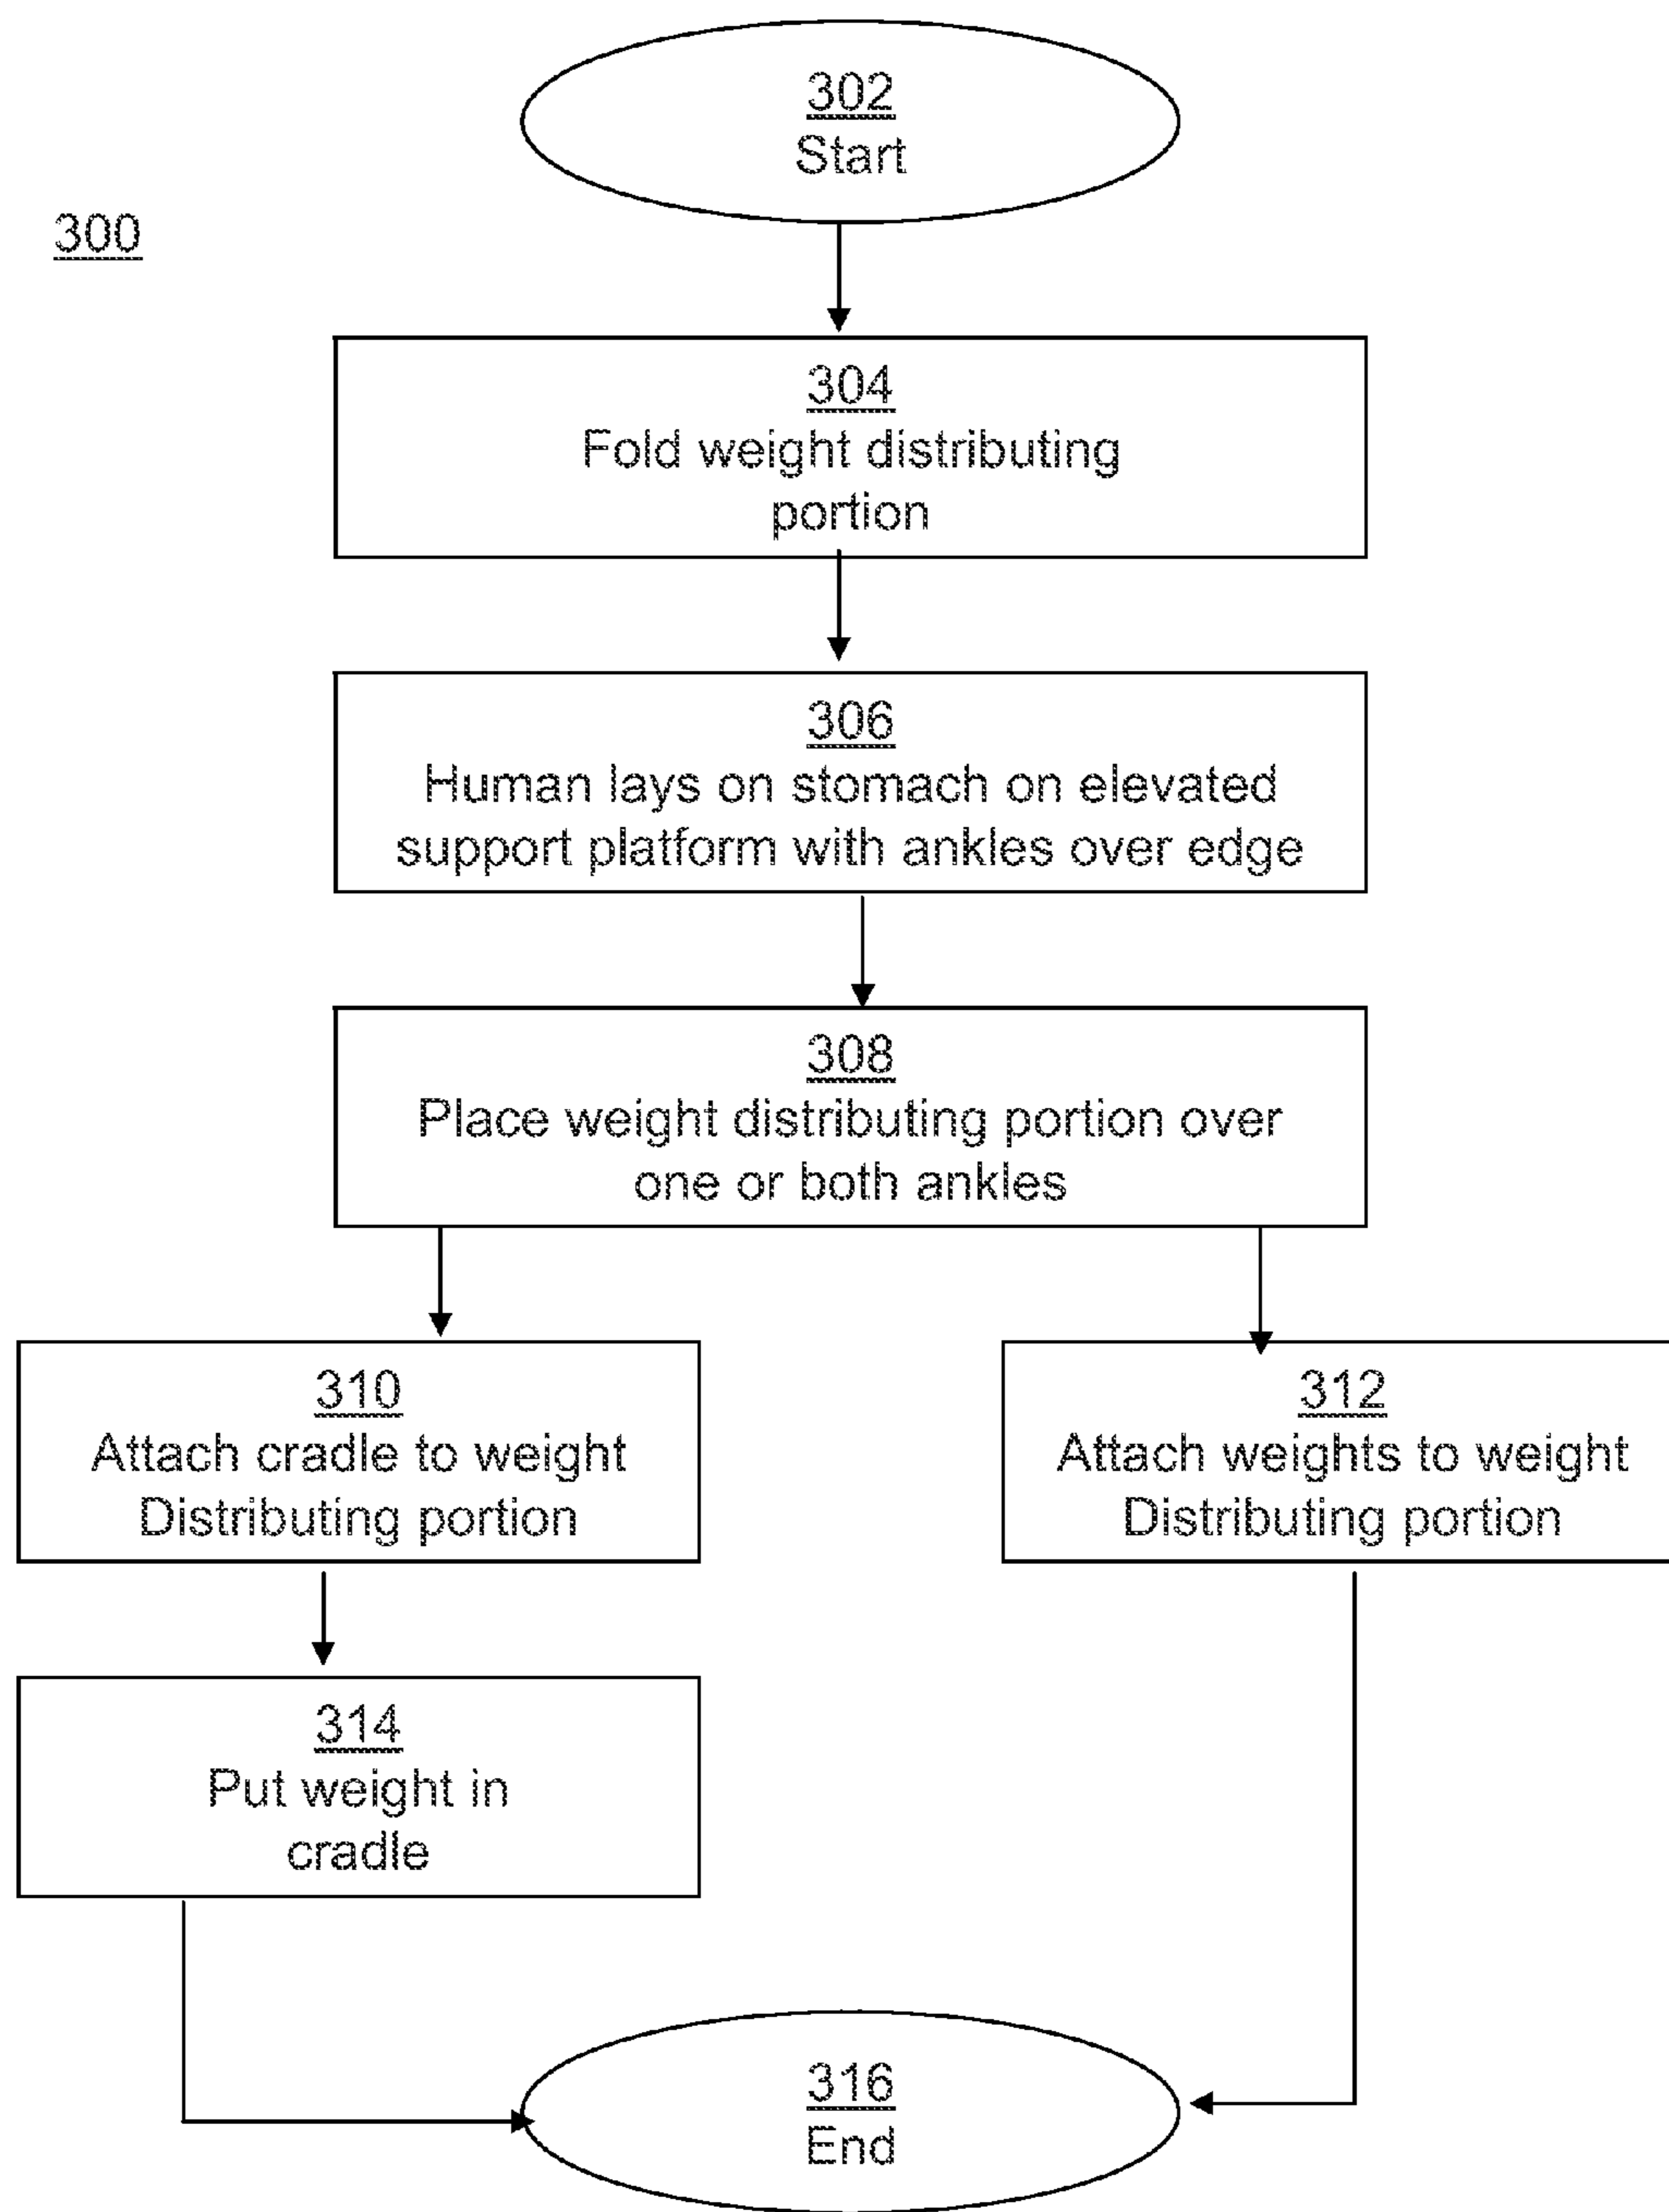 302
Start
300
304
Fold weight distributing
portion
306
Human lays on stomach on elevated
support platform with ankles over edge
308
Place weight distributing portion over
one or both ankles
310
Attach cradle to weight
Distributing portion
312
Attach weights to weight
Distributing portion
314
Put weight in
cradle
316
End